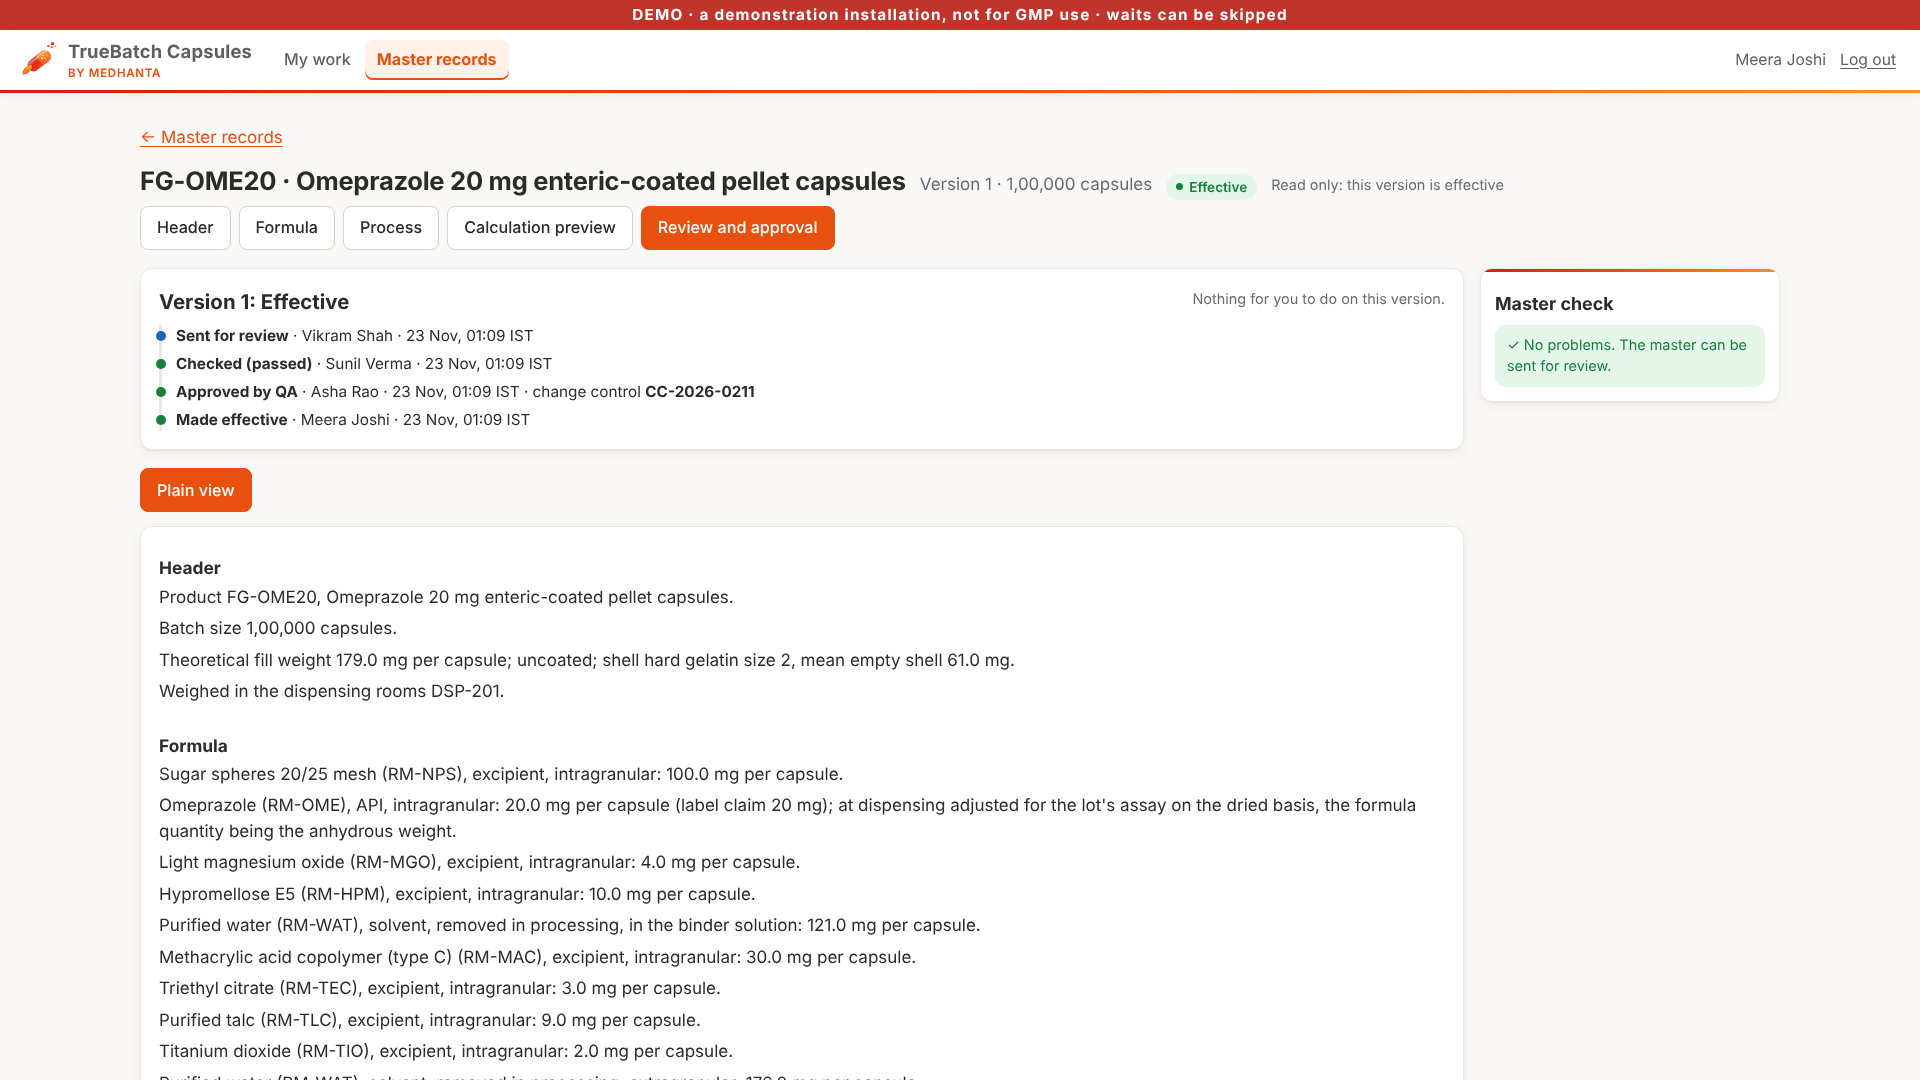 DEMO · a demonstration installation, not for GMP use · waits can be skipped
TrueBatch Capsules
BY MEDHANTA
My work
Master records
Meera Joshi
Log out
← Master records
FG-OME20 · Omeprazole 20 mg enteric-coated pellet capsules
Version 1 · 1,00,000 capsules
Effective
Read only: this version is effective
Header
Formula
Process
Calculation preview
Review and approval
Version 1: Effective
Nothing for you to do on this version.
Sent for review · Vikram Shah · 23 Nov, 01:09 IST
Checked (passed) · Sunil Verma · 23 Nov, 01:09 IST
Approved by QA · Asha Rao · 23 Nov, 01:09 IST · change control CC-2026-0211
Made effective · Meera Joshi · 23 Nov, 01:09 IST
Master check
✓ No problems. The master can be
sent for review.
Plain view
Header
Product FG-OME20, Omeprazole 20 mg enteric-coated pellet capsules.
Batch size 1,00,000 capsules.
Theoretical fill weight 179.0 mg per capsule; uncoated; shell hard gelatin size 2, mean empty shell 61.0 mg.
Weighed in the dispensing rooms DSP-201.
Formula
Sugar spheres 20/25 mesh (RM-NPS), excipient, intragranular: 100.0 mg per capsule.
Omeprazole (RM-OME), API, intragranular: 20.0 mg per capsule (label claim 20 mg); at dispensing adjusted for the lot's assay on the dried basis, the formula
quantity being the anhydrous weight.
Light magnesium oxide (RM-MGO), excipient, intragranular: 4.0 mg per capsule.
Hypromellose E5 (RM-HPM), excipient, intragranular: 10.0 mg per capsule.
Purified water (RM-WAT), solvent, removed in processing, in the binder solution: 121.0 mg per capsule.
Methacrylic acid copolymer (type C) (RM-MAC), excipient, intragranular: 30.0 mg per capsule.
Triethyl citrate (RM-TEC), excipient, intragranular: 3.0 mg per capsule.
Purified talc (RM-TLC), excipient, intragranular: 9.0 mg per capsule.
Titanium dioxide (RM-TIO), excipient, intragranular: 2.0 mg per capsule.